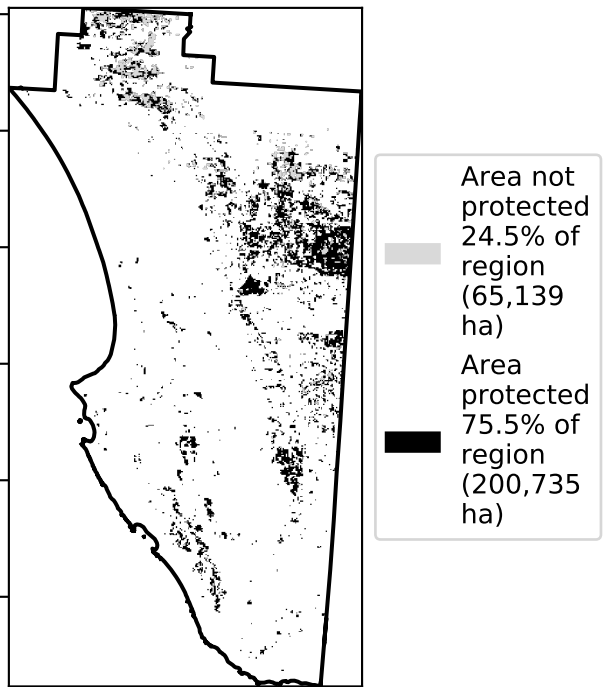 Area not
protected
24.5% of
region
(65,139
ha)
Area
protected
75.5% of
region
(200,735
ha)